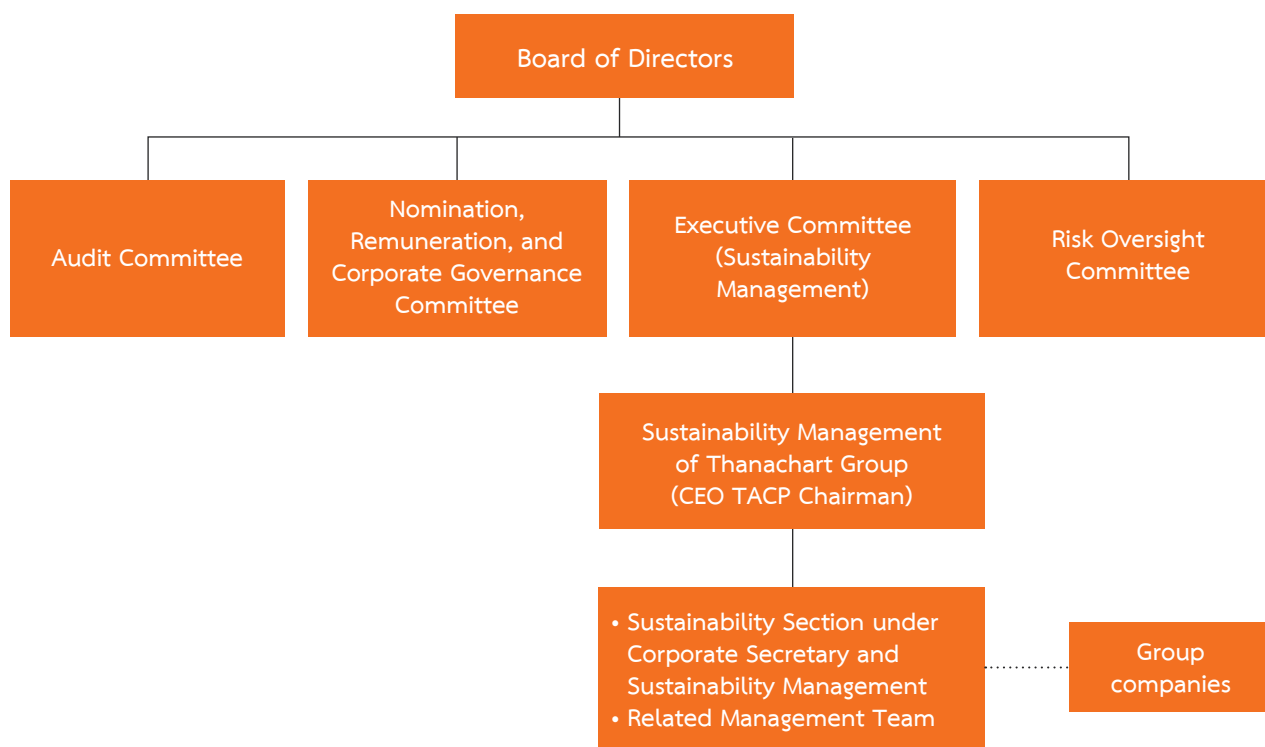 Board of Directors
Audit Committee
Nomination,
Remuneration, and
Corporate Governance
Committee
Executive Committee
(Sustainability
Management)
Risk Oversight
Committee
Sustainability Management
of Thanachart Group
(CEO TACP Chairman)
• Sustainability Section under
Corporate Secretary and
Sustainability Management
• Related Management Team
Group
companies